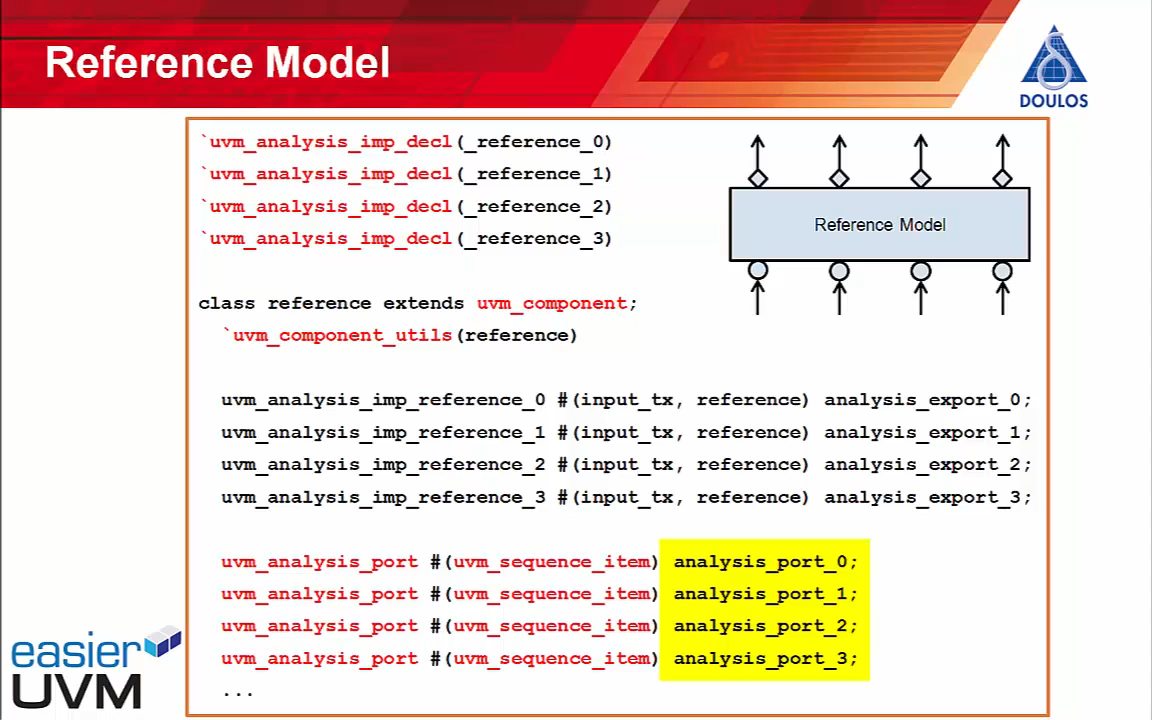 Reference Model
DOULOS
`uvm_analysis_imp_decl(_reference_0)
`uvm_analysis_imp_decl(_reference_1)
`uvm_analysis_imp_decl(_reference_2)
`uvm_analysis_imp_decl(_reference_3)
Reference Model
class reference extends uvm_component;
`uvm_component_utils(reference)
uvm_analysis_imp_reference_0 #(input_tx, reference) analysis_export_0;
uvm_analysis_imp_reference_1 #(input_tx, reference) analysis_export_1;
uvm_analysis_imp_reference_2 #(input_tx, reference) analysis_export_2;
uvm_analysis_imp_reference_3 #(input_tx, reference) analysis_export_3;
uvm_analysis_port #(uvm_sequence_item) analysis_port_0;
uvm_analysis_port #(uvm_sequence_item) analysis_port_1;
uvm_analysis_port #(uvm_sequence_item) analysis_port_2;
uvm_analysis_port #(uvm_sequence_item) analysis_port_3;
...
easier
UVM